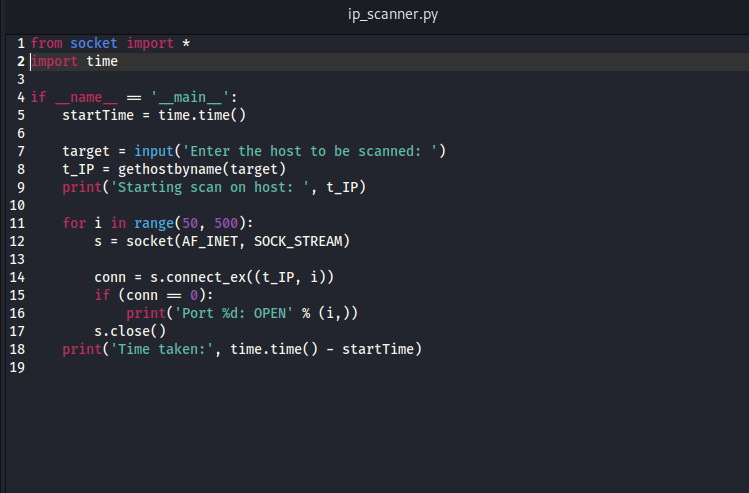 ip_scanner.py
1 from socket import *
2 import time
3
4 if __name__ == '__main__':
5     startTime = time.time()
6
7     target = input('Enter the host to be scanned: ')
8     t_IP = gethostbyname(target)
9     print('Starting scan on host: ', t_IP)
10
11     for i in range(50, 500):
12         s = socket(AF_INET, SOCK_STREAM)
13
14         conn = s.connect_ex((t_IP, i))
15         if (conn == 0):
16             print('Port %d: OPEN' % (i,))
17         s.close()
18     print('Time taken:', time.time() - startTime)
19